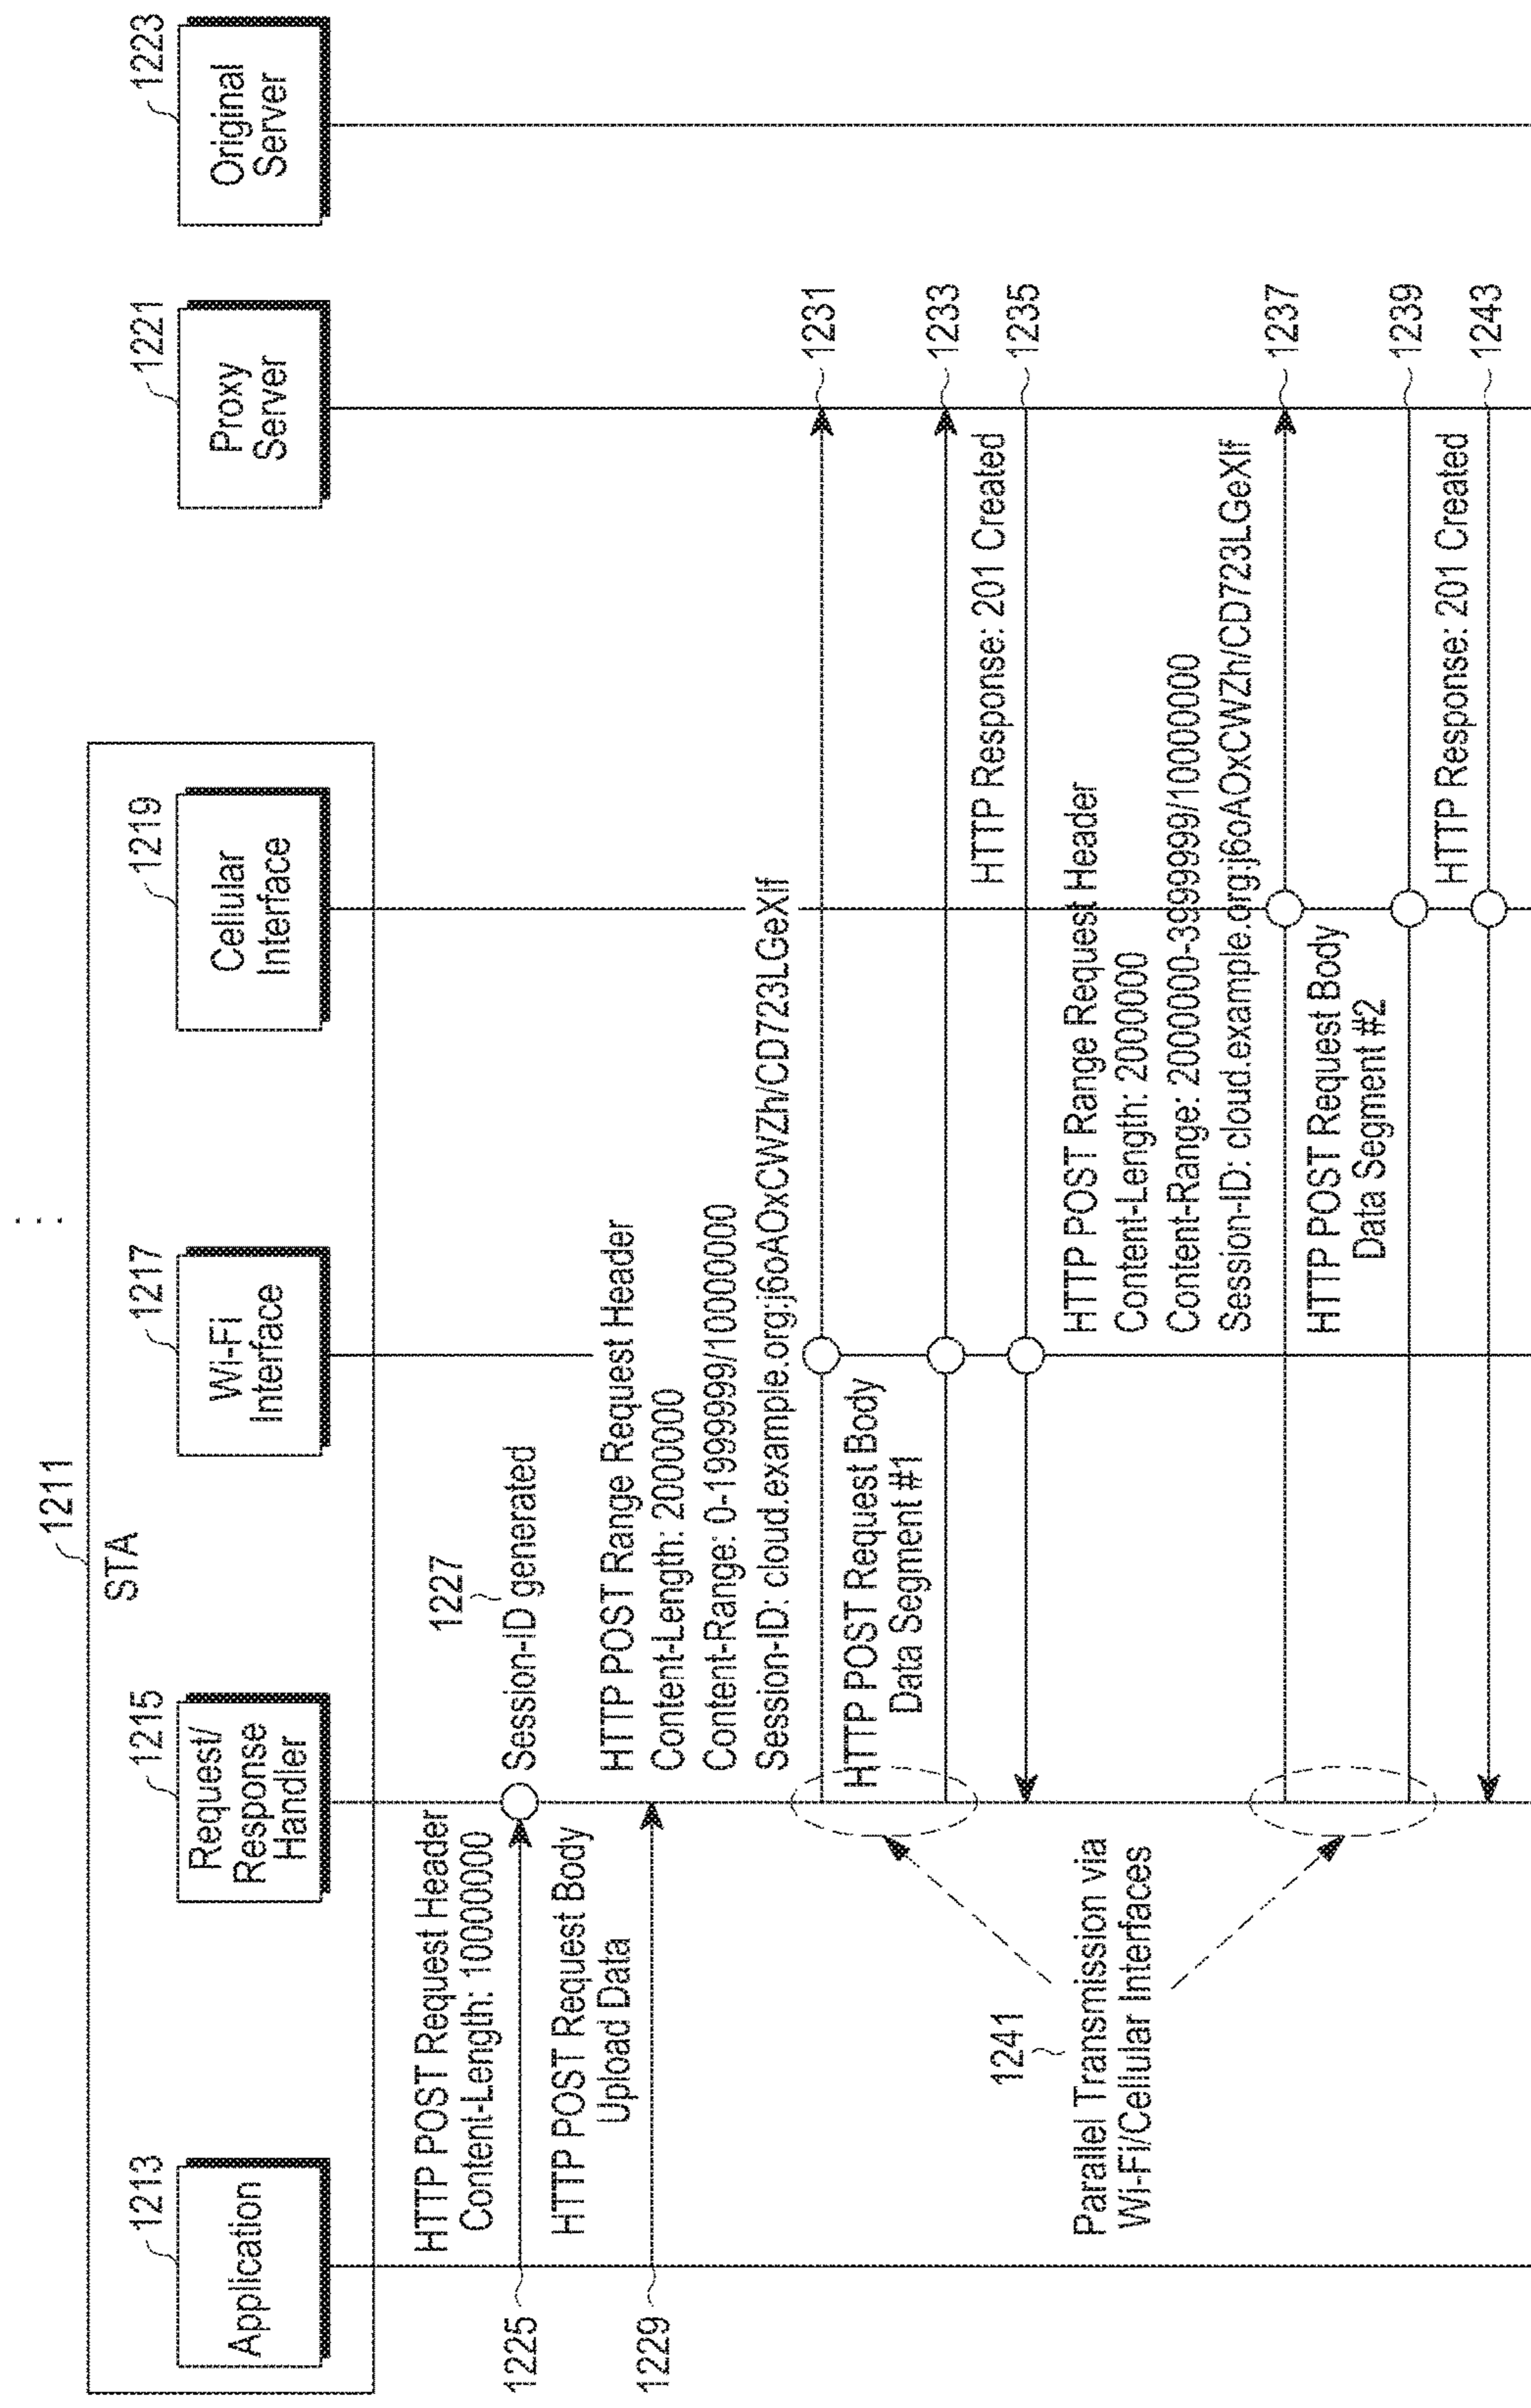 1211
STA
1213
Application
1215
Request/
Response
Handler
1217
Wi-Fi
Interface
1219
Cellular
Interface
1221
Proxy
Server
1223
Original
Server
HTTP POST Request Header
Content-Length: 10000000
1225
1227
Session-ID generated
HTTP POST Request Body
Upload Data
1229
HTTP POST Range Request Header
Content-Length: 2000000
Content-Range: 0-1999999/10000000
Session-ID: cloud.example.org:j6oAOxCWZh/CD723LGeXIf
1231
HTTP POST Request Body
Data Segment #1
1233
HTTP Response: 201 Created
1235
1241
Parallel Transmission via
Wi-Fi/Cellular Interfaces
HTTP POST Range Request Header
Content-Length: 2000000
Content-Range: 2000000-3999999/10000000
Session-ID: cloud.example.org:j6oAOxCWZh/CD723LGeXIf
1237
HTTP POST Request Body
Data Segment #2
1239
HTTP Response: 201 Created
1243